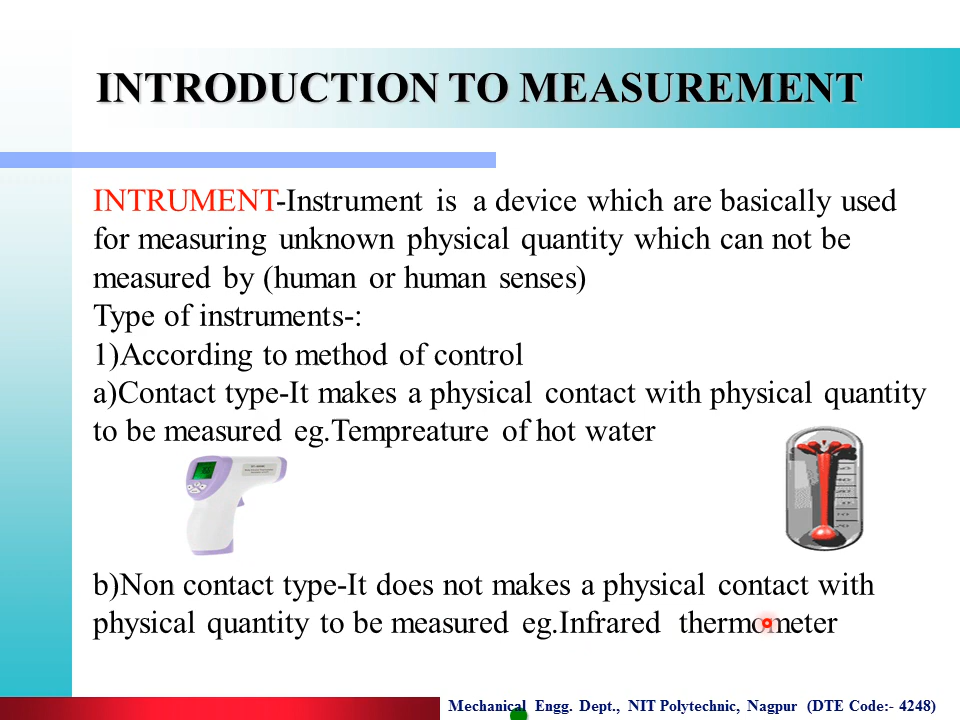 INTRODUCTION TO MEASUREMENT
INTRUMENT-Instrument is a device which are basically used
for measuring unknown physical quantity which can not be
measured by (human or human senses)
Type of instruments-:
1)According to method of control
a)Contact type-It makes a physical contact with physical quantity
to be measured eg.Tempreature of hot water
b)Non contact type-It does not makes a physical contact with
physical quantity to be measured eg.Infrared thermometer
Mechanical Engg. Dept., NIT Polytechnic, Nagpur (DTE Code:- 4248)